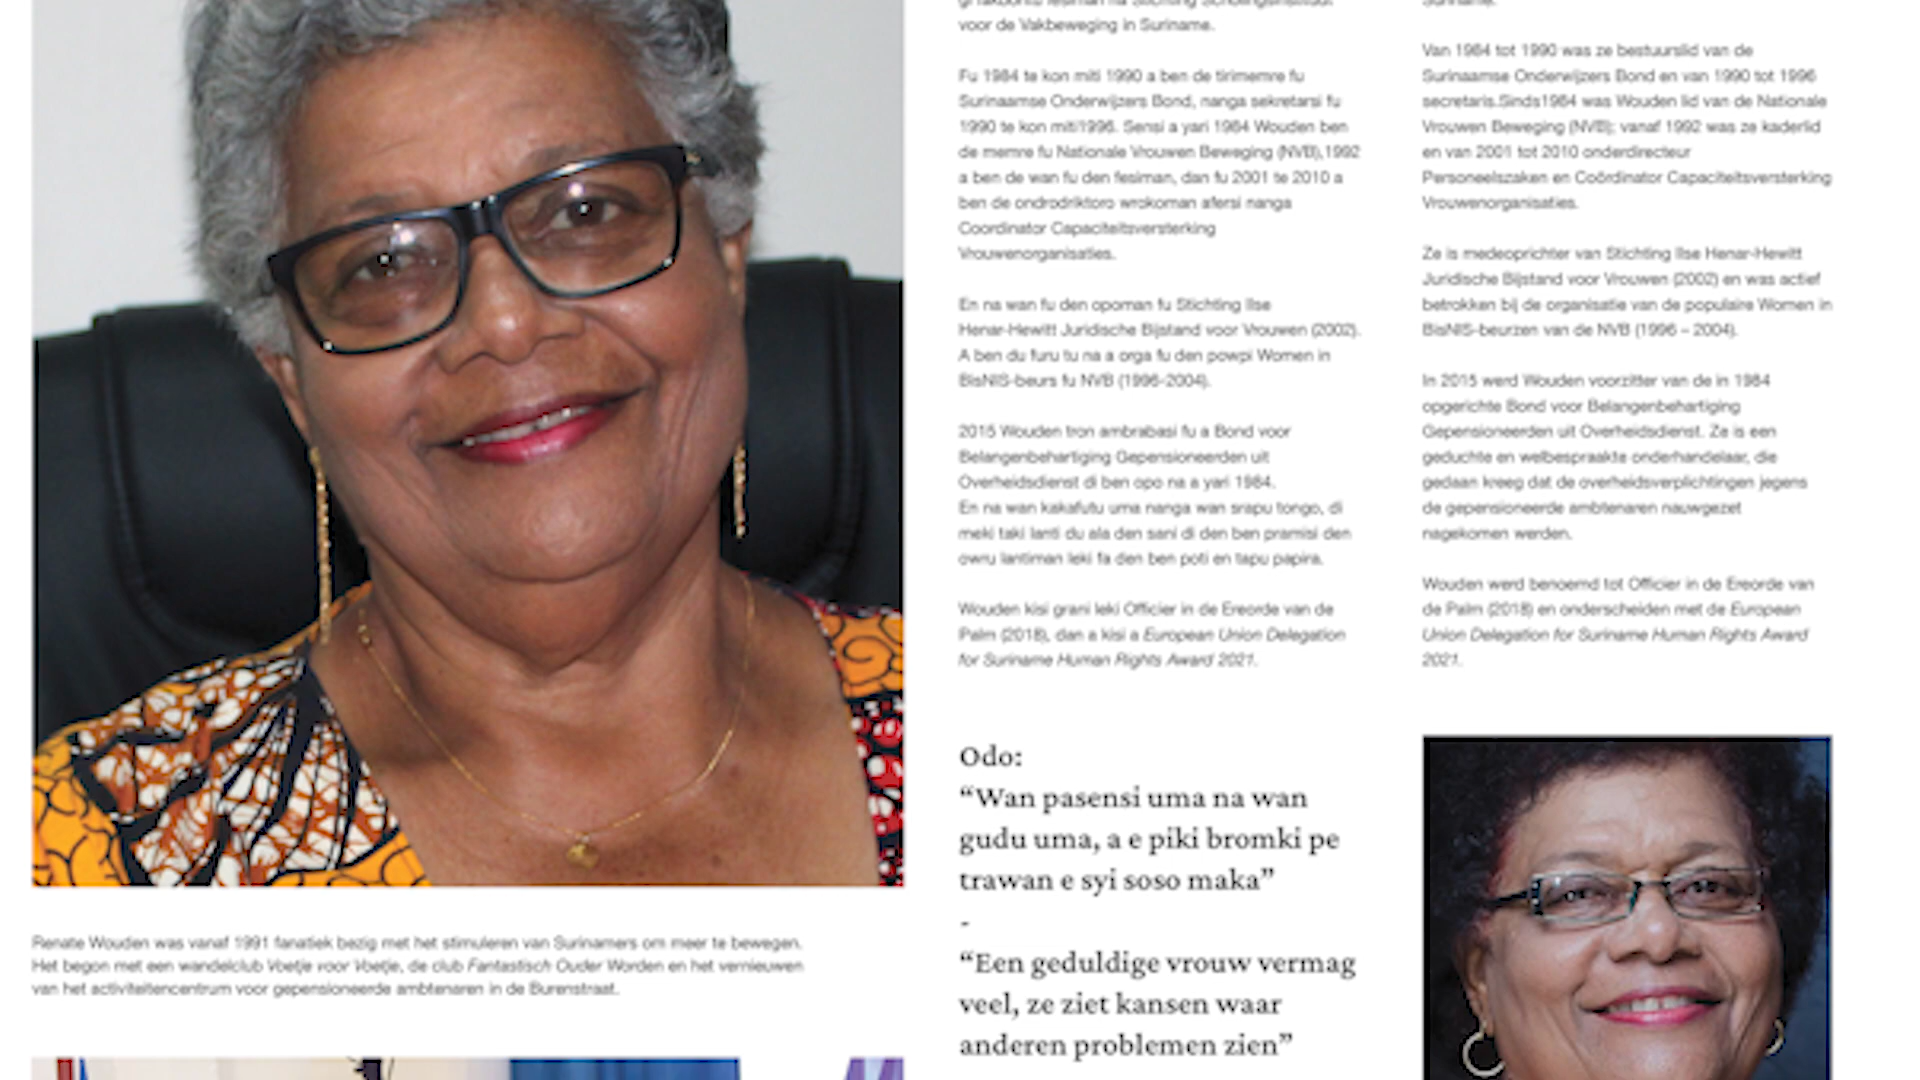 voor de Vakbeweging in Suriname.
Fu 1984 te kon miti 1990 a ben de tirimemre fu
Surinaamse Onderwijzers Bond, nanga sekretarsi fu
1990 te kon miti1996. Sensi a yari 1984 Wouden ben
de memre fu Nationale Vrouwen Beweging (NVB),1992
a ben de wan fu den fesiman, dan fu 2001 te 2010 a
ben de ondrodriktoro wrokoman afersi nanga
Coordinator Capaciteitsversterking
Vrouwenorganisaties.
En na wan fu den opoman fu Stichting Ilse
Henar-Hewitt Juridische Bijstand voor Vrouwen (2002).
A ben du furu tu na a orga fu den powpi Women in
BisNIS-beurs fu NVB (1996-2004).
2015 Wouden tron ambrabasi fu a Bond voor
Belangenbehartiging Gepensioneerden uit
Overheidsdienst di ben opo na a yari 1984.
En na wan kakafutu uma nanga wan srapu tongo, di
meki taki lanti du ala den sani di den ben pramisi den
owru lantiman leki fa den ben poti en tapu papira.
Wouden kisi grani leki Officier in de Ereorde van de
Palm (2018), dan a kisi a European Union Delegation
for Suriname Human Rights Award 2021.
Suriname.
Van 1984 tot 1990 was ze bestuurslid van de
Surinaamse Onderwijzers Bond en van 1990 tot 1996
secretaris.Sinds1984 was Wouden lid van de Nationale
Vrouwen Beweging (NVB); vanaf 1992 was ze kaderlid
en van 2001 tot 2010 onderdirecteur
Personeelszaken en Coördinator Capaciteitsversterking
Vrouwenorganisaties.
Ze is medeoprichter van Stichting Ilse Henar-Hewitt
Juridische Bijstand voor Vrouwen (2002) en was actief
betrokken bij de organisatie van de populaire Women in
BisNIS-beurzen van de NVB (1996 – 2004).
In 2015 werd Wouden voorzitter van de in 1984
opgerichte Bond voor Belangenbehartiging
Gepensioneerden uit Overheidsdienst. Ze is een
geduchte en welbespraakte onderhandelaar, die
gedaan kreeg dat de overheidsverplichtingen jegens
de gepensioneerde ambtenaren nauwgezet
nagekomen werden.
Wouden werd benoemd tot Officier in de Ereorde van
de Palm (2018) en onderscheiden met de European
Union Delegation for Suriname Human Rights Award
2021.
Odo:
“Wan pasensi uma na wan
gudu uma, a e piki bromki pe
trawan e syi soso maka”
-
“Een geduldige vrouw vermag
veel, ze ziet kansen waar
anderen problemen zien”
Renate Wouden was vanaf 1991 fanatiek bezig met het stimuleren van Surinamers om meer te bewegen.
Het begon met een wandelclub Voetje voor Voetje, de club Fantastisch Ouder Worden en het vernieuwen
van het activiteitencentrum voor gepensioneerde ambtenaren in de Burenstraat.